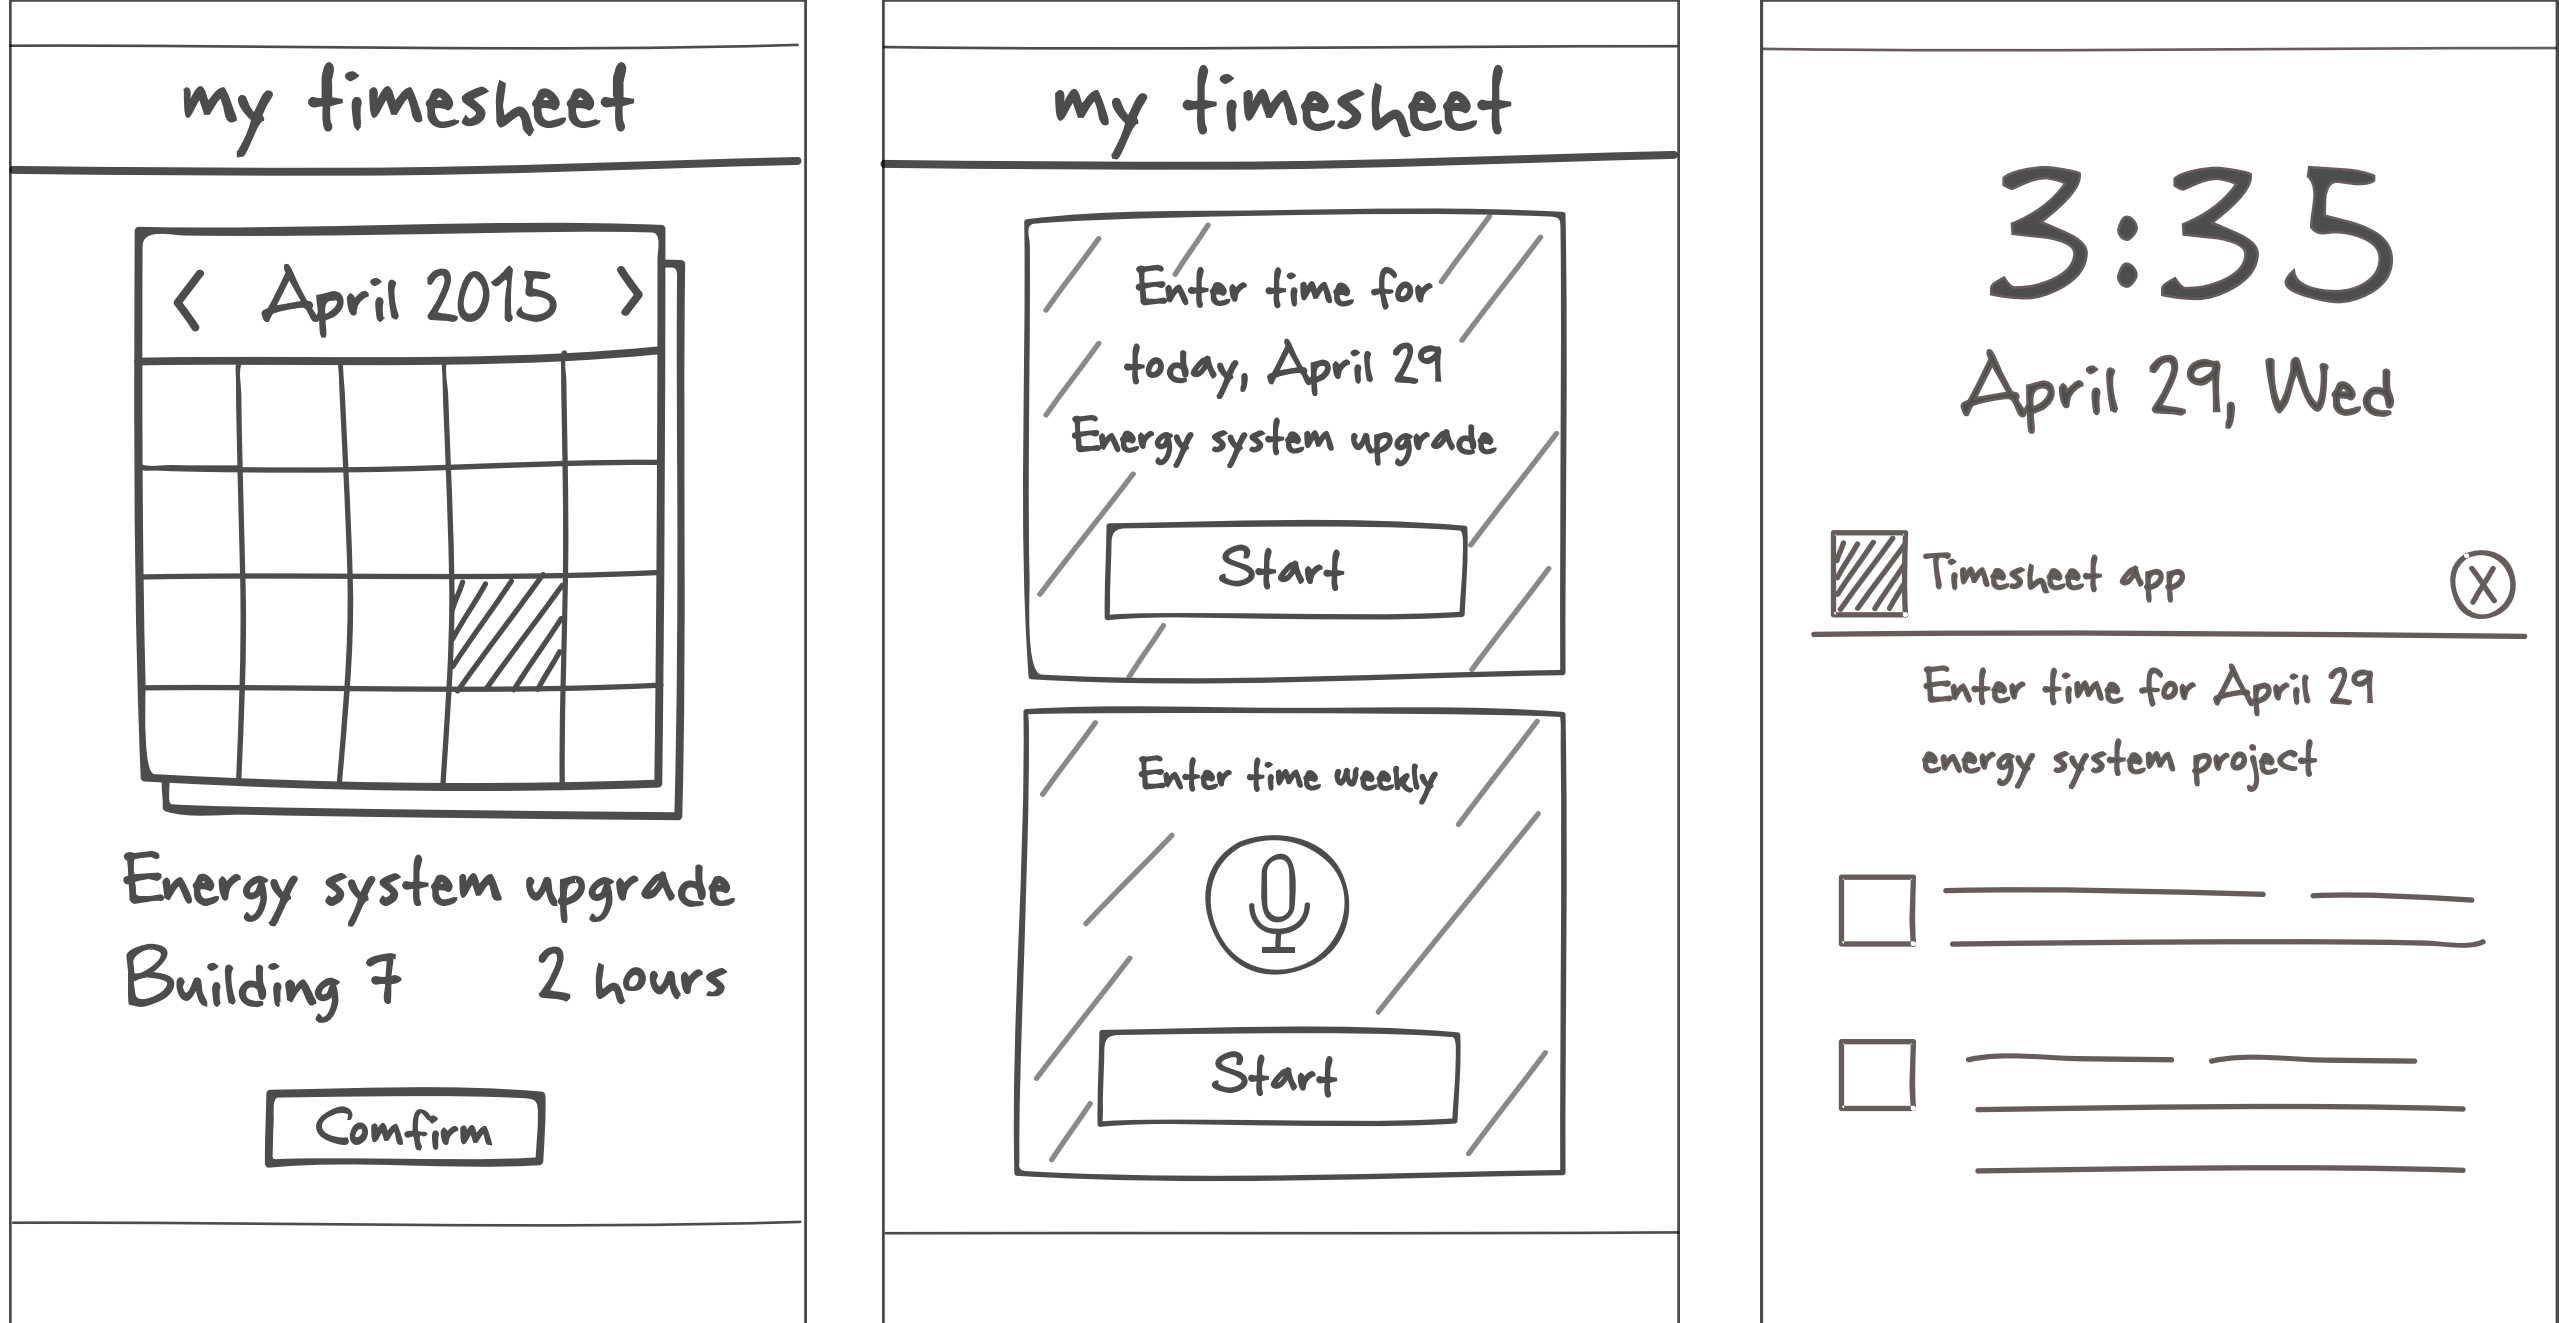 my timesheet
< April 2015 >
Energy system upgrade
Building 7 2 hours
Comfirm
my timesheet
Enter time for
today, April 29
Energy system upgrade
Start
Enter time weekly
Start
3:35
April 29, Wed
Timesheet app X
Enter time for April 29
energy system project